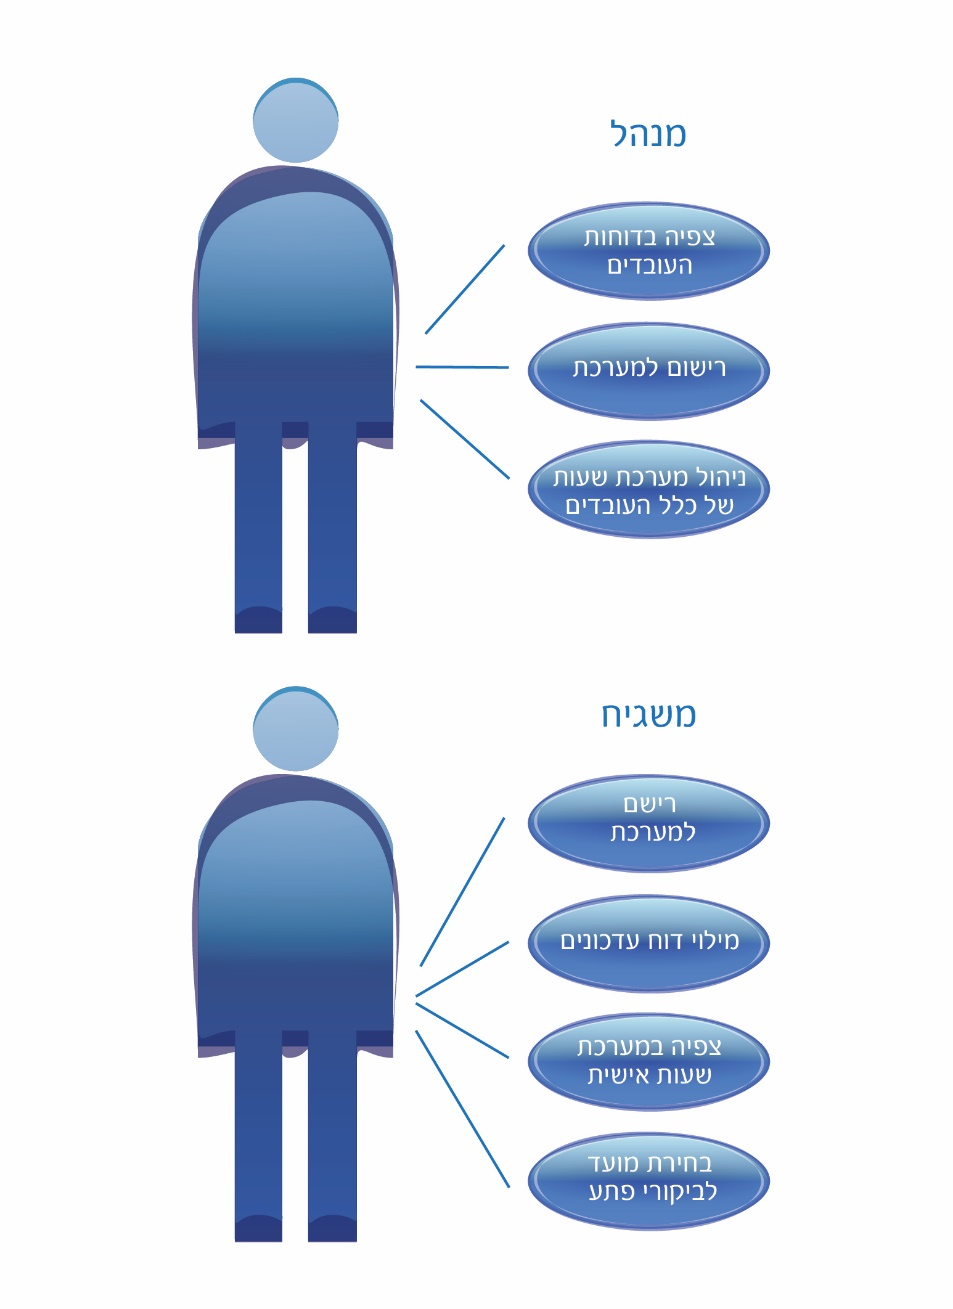 מנהל
צפיה בדוחות
העובדים
רישום למערכת
ניהול מערכת שעות
של כלל העובדים
משגיח
רישם
למערכת
מילוי דוח עדכונים
צפיה במערכת
שעות אישית
בחירת מועד
לביקורי פתע